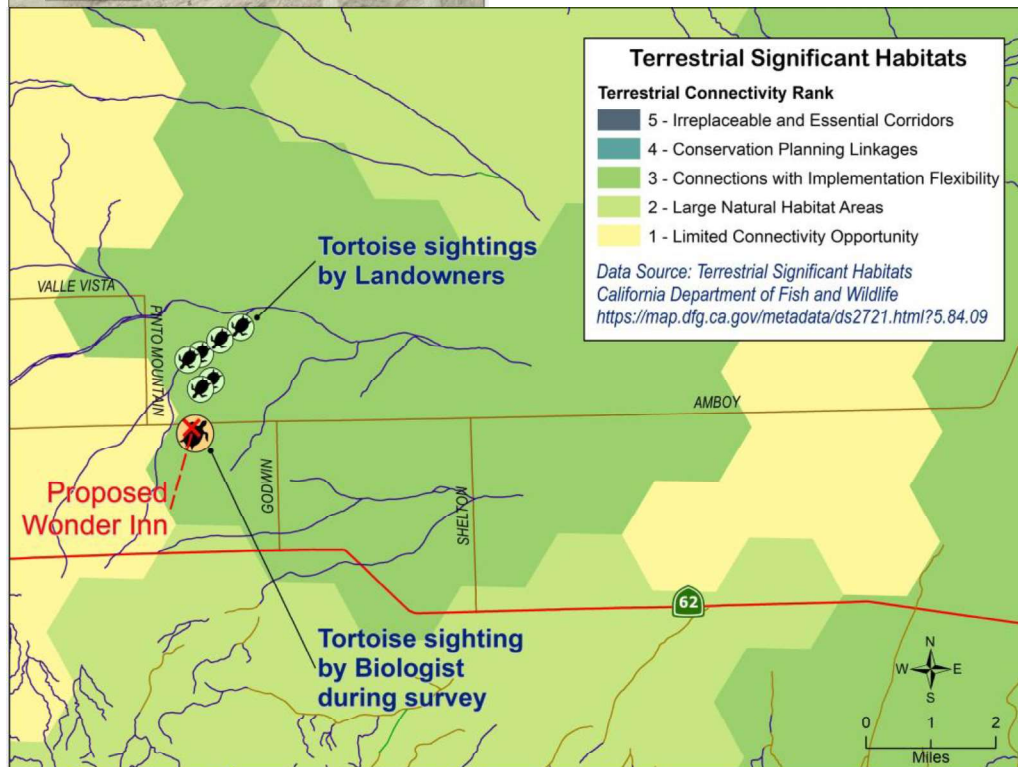 Terrestrial Significant Habitats
Terrestrial Connectivity Rank
5 - Irreplaceable and Essential Corridors
4 - Conservation Planning Linkages
3 - Connections with Implementation Flexibility
2 - Large Natural Habitat Areas
1 - Limited Connectivity Opportunity
Data Source: Terrestrial Significant Habitats
California Department of Fish and Wildlife
https://map.dfg.ca.gov/metadata/ds2721.html?5.84.09
Tortoise sightings
by Landowners
VALLE VISTA
PINTO MOUNTAIN
AMBOY
Proposed
Wonder Inn
GODWIN
SHELTON
62
Tortoise sighting
by Biologist
during survey
N
W
E
S
0
1
2
Miles